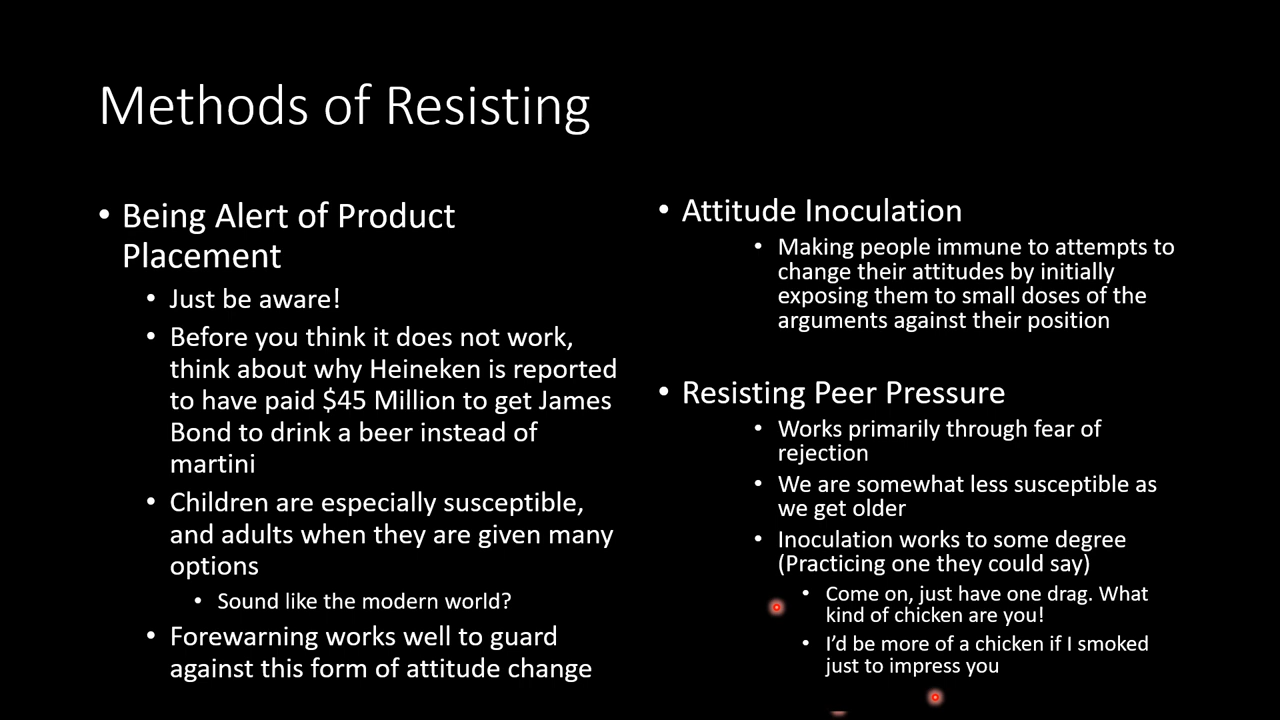 Methods of Resisting
• Being Alert of Product
Placement
• Just be aware!
• Before you think it does not work,
think about why Heineken is reported
to have paid $45 Million to get James
Bond to drink a beer instead of
martini
• Children are especially susceptible,
and adults when they are given many
options
• Sound like the modern world?
• Forewarning works well to guard
against this form of attitude change
• Attitude Inoculation
• Making people immune to attempts to
change their attitudes by initially
exposing them to small doses of the
arguments against their position
• Resisting Peer Pressure
• Works primarily through fear of
rejection
• We are somewhat less susceptible as
we get older
• Inoculation works to some degree
(Practicing one they could say)
• Come on, just have one drag. What
kind of chicken are you!
• I’d be more of a chicken if I smoked
just to impress you